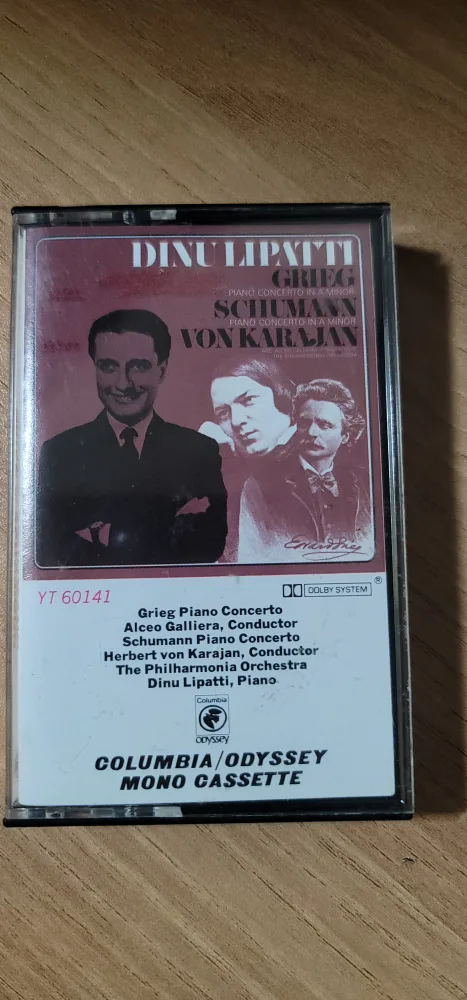 DINU LIPATTI
GRIEG
PIANO CONCERTO IN A MINOR
SCHUMANN
PIANO CONCERTO IN A MINOR
VON KARAJAN
YT 60141
DOLBY SYSTEM ®
Grieg Piano Concerto
Alceo Galliera, Conductor
Schumann Piano Concerto
Herbert von Karajan, Conductor
The Philharmonia Orchestra
Dinu Lipatti, Piano
Columbia
odyssey
COLUMBIA/ODYSSEY
MONO CASSETTE